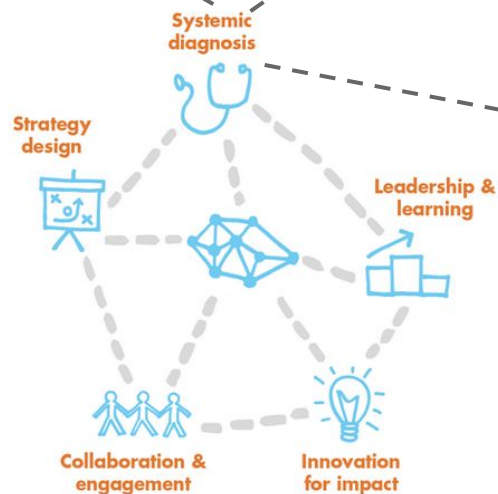 Systemic
diagnosis
Strategy
design
Leadership &
learning
Collaboration &
engagement
Innovation
for impact